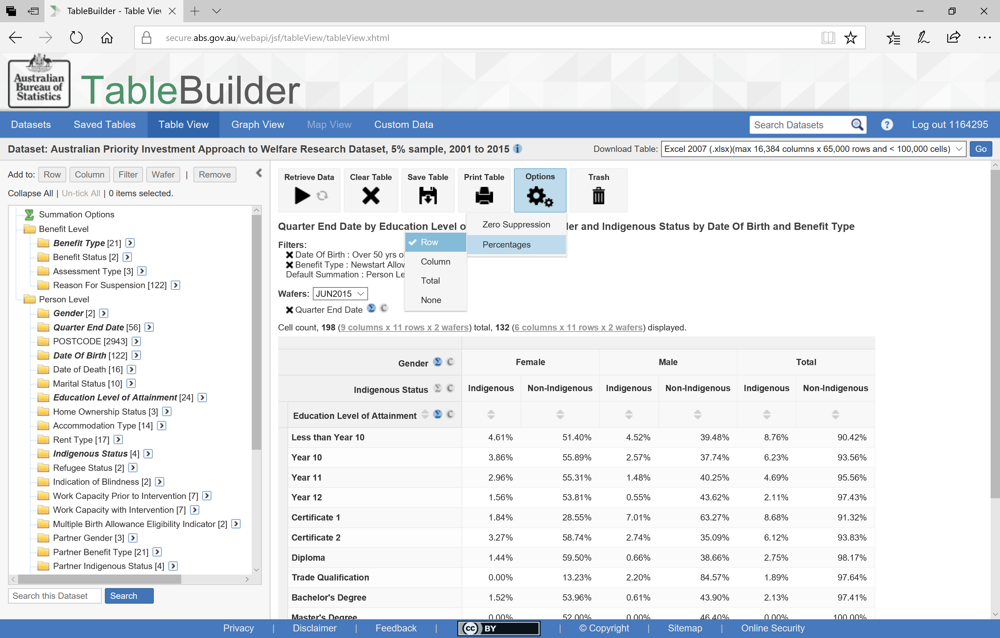 TableBuilder - Table Vie
secure.abs.gov.au/webapi/jsf/tableView/tableView.xhtml
Australian
Bureau of
Statistics
TableBuilder
Datasets Saved Tables Table View Graph View Map View Custom Data Search Datasets ? Log out 1164295
Dataset: Australian Priority Investment Approach to Welfare Research Dataset, 5% sample, 2001 to 2015 i Download Table: Excel 2007 (.xlsx)(max 16,384 columns x 65,000 rows and < 100,000 cells) Go
Add to: Row Column Filter Wafer | Remove
Collapse All | Un-tick All | 0 items selected.
Summation Options
Benefit Level
Benefit Type [21]
Benefit Status [2]
Assessment Type [3]
Reason For Suspension [122]
Person Level
Gender [2]
Quarter End Date [56]
POSTCODE [2943]
Date Of Birth [122]
Date of Death [16]
Marital Status [10]
Education Level of Attainment [24]
Home Ownership Status [3]
Accommodation Type [14]
Rent Type [17]
Indigenous Status [4]
Refugee Status [2]
Indication of Blindness [2]
Work Capacity Prior to Intervention [7]
Work Capacity with Intervention [7]
Multiple Birth Allowance Eligibility Indicator [2]
Partner Gender [3]
Partner Benefit Type [21]
Partner Indigenous Status [4]
Search this Dataset Search
Retrieve Data Clear Table Save Table Print Table Options Trash
Zero Suppression
Percentages
Row
Column
Total
None
Quarter End Date by Education Level o der and Indigenous Status by Date Of Birth and Benefit Type
Filters:
Date Of Birth : Over 50 yrs o
Benefit Type : Newstart Allow
Default Summation : Person Le
Wafers: JUN2015
Quarter End Date Σ C
Cell count, 198 (9 columns x 11 rows x 2 wafers) total, 132 (6 columns x 11 rows x 2 wafers) displayed.
Gender Σ C Female Male Total
Indigenous Status Σ C Indigenous Non-Indigenous Indigenous Non-Indigenous Indigenous Non-Indigenous
Education Level of Attainment Σ C
Less than Year 10 4.61% 51.40% 4.52% 39.48% 8.76% 90.42%
Year 10 3.86% 55.89% 2.57% 37.74% 6.23% 93.56%
Year 11 2.96% 55.31% 1.48% 40.25% 4.69% 95.56%
Year 12 1.56% 53.81% 0.55% 43.62% 2.11% 97.43%
Certificate 1 1.84% 28.55% 7.01% 63.27% 8.68% 91.32%
Certificate 2 3.27% 58.74% 2.74% 35.09% 6.12% 93.83%
Diploma 1.44% 59.50% 0.66% 38.66% 2.75% 98.17%
Trade Qualification 0.00% 13.23% 2.20% 84.57% 1.89% 97.64%
Bachelor's Degree 1.52% 53.96% 0.61% 43.90% 2.13% 97.41%
Master's Degree 0.00% 52.00% 0.00% 46.40% 0.00% 100.00%
Privacy | Disclaimer | Feedback | cc BY | © Copyright | Sitemap | Online Security